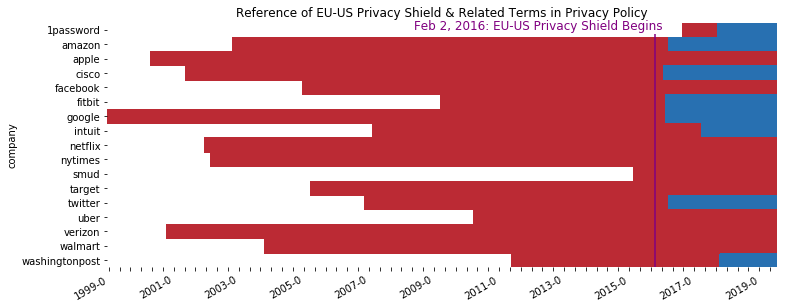 Reference of EU-US Privacy Shield & Related Terms in Privacy Policy
Feb 2, 2016: EU-US Privacy Shield Begins
company
1password
amazon
apple
cisco
facebook
fitbit
google
intuit
netflix
nytimes
smud
target
twitter
uber
verizon
walmart
washingtonpost
1999-0
2001-0
2003-0
2005-0
2007-0
2009-0
2011-0
2013-0
2015-0
2017-0
2019-0